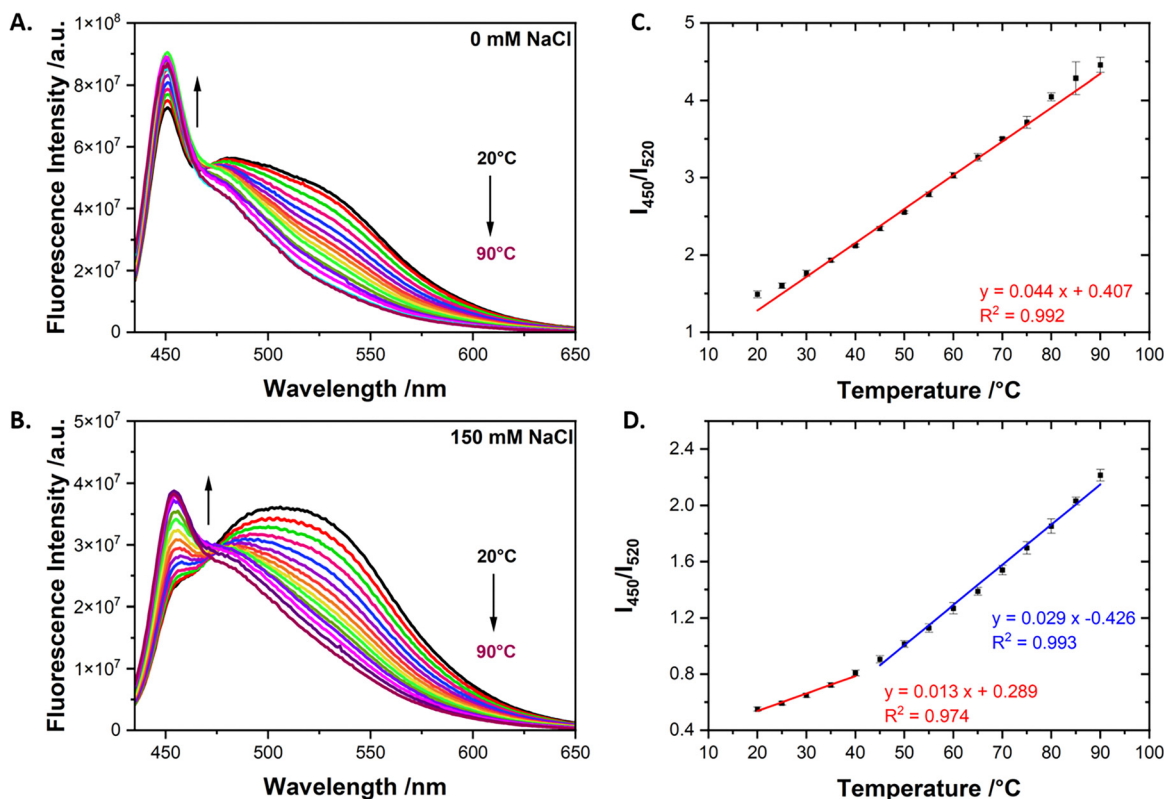 A.
0 mM NaCl
Fluorescence Intensity /a.u.
1×10⁸
8×10⁷
6×10⁷
4×10⁷
2×10⁷
0
20°C
90°C
450 500 550 600 650
Wavelength /nm
C.
I₄₅₀/I₅₂₀
5
4
3
2
1
y = 0.044 x + 0.407
R² = 0.992
10 20 30 40 50 60 70 80 90 100
Temperature /°C
B.
150 mM NaCl
Fluorescence Intensity /a.u.
5×10⁷
4×10⁷
3×10⁷
2×10⁷
1×10⁷
0
20°C
90°C
450 500 550 600 650
Wavelength /nm
D.
I₄₅₀/I₅₂₀
2.4
2.0
1.6
1.2
0.8
0.4
y = 0.029 x -0.426
R² = 0.993
y = 0.013 x + 0.289
R² = 0.974
10 20 30 40 50 60 70 80 90 100
Temperature /°C